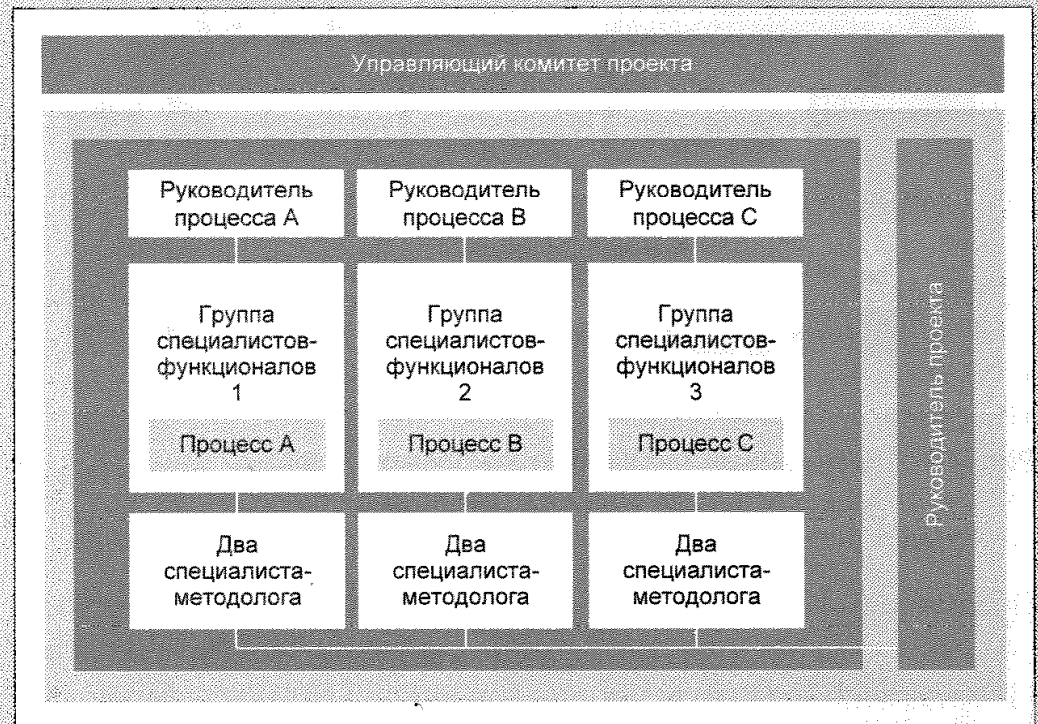 Управляющий комитет проекта
Руководитель
процесса А
Руководитель
процесса В
Руководитель
процесса С
Группа
специалистов-
функционалов
1
Процесс А
Группа
специалистов-
функционалов
2
Процесс В
Группа
специалистов-
функционалов
3
Процесс С
Два
специалиста-
методолога
Два
специалиста-
методолога
Два
специалиста-
методолога
Руководитель проекта